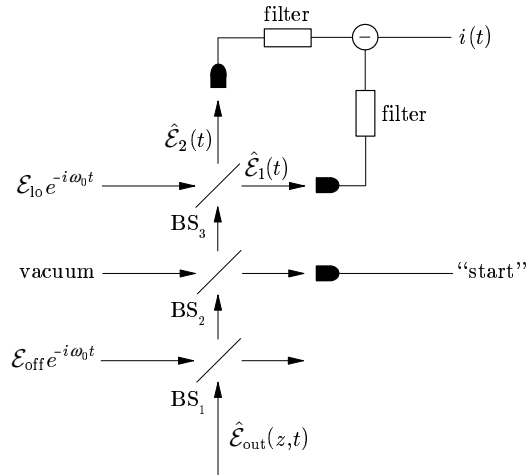 filter
−
i(t)
filter
ℰ̂₂(t)
ℰ̂₁(t)
ℰ_lo e^{-iω₀t}
BS₃
vacuum
“start”
BS₂
ℰ_off e^{-iω₀t}
BS₁
ℰ̂_out(z,t)